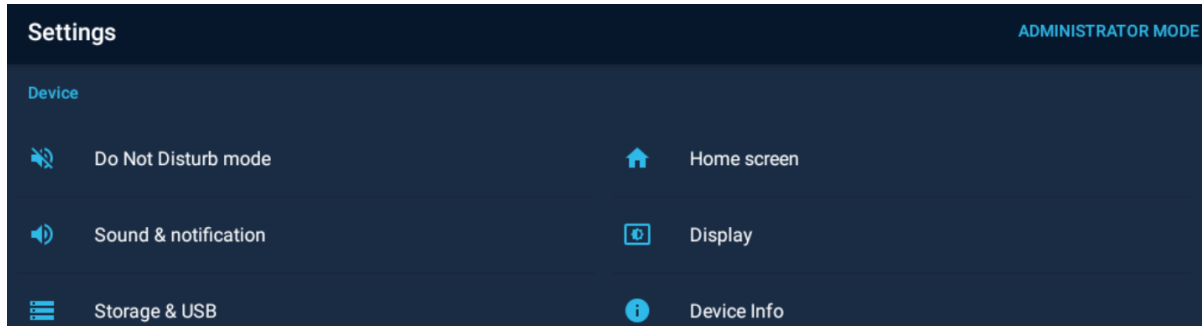 Settings
ADMINISTRATOR MODE
Device
Do Not Disturb mode
Home screen
Sound & notification
Display
Storage & USB
Device Info